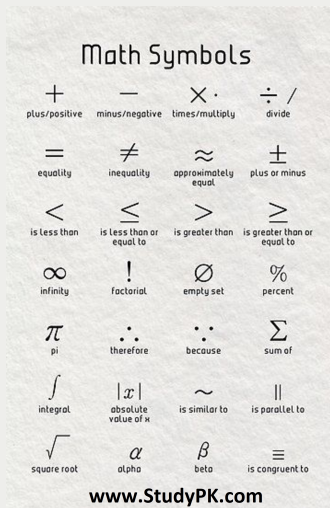 Math Symbols
+ − × · ÷ /
plus/positive minus/negative times/multiply divide
= ≠ ≈ ±
equality inequality approximately equal plus or minus
< ≤ > ≥
is less than is less than or equal to is greater than is greater than or equal to
∞ ! ∅ %
infinity factorial empty set percent
π ∴ ∵ Σ
pi therefore because sum of
∫ |x| ~ ||
integral absolute value of x is similar to is parallel to
√ α β ≡
square root alpha beta is congruent to
www.StudyPK.com